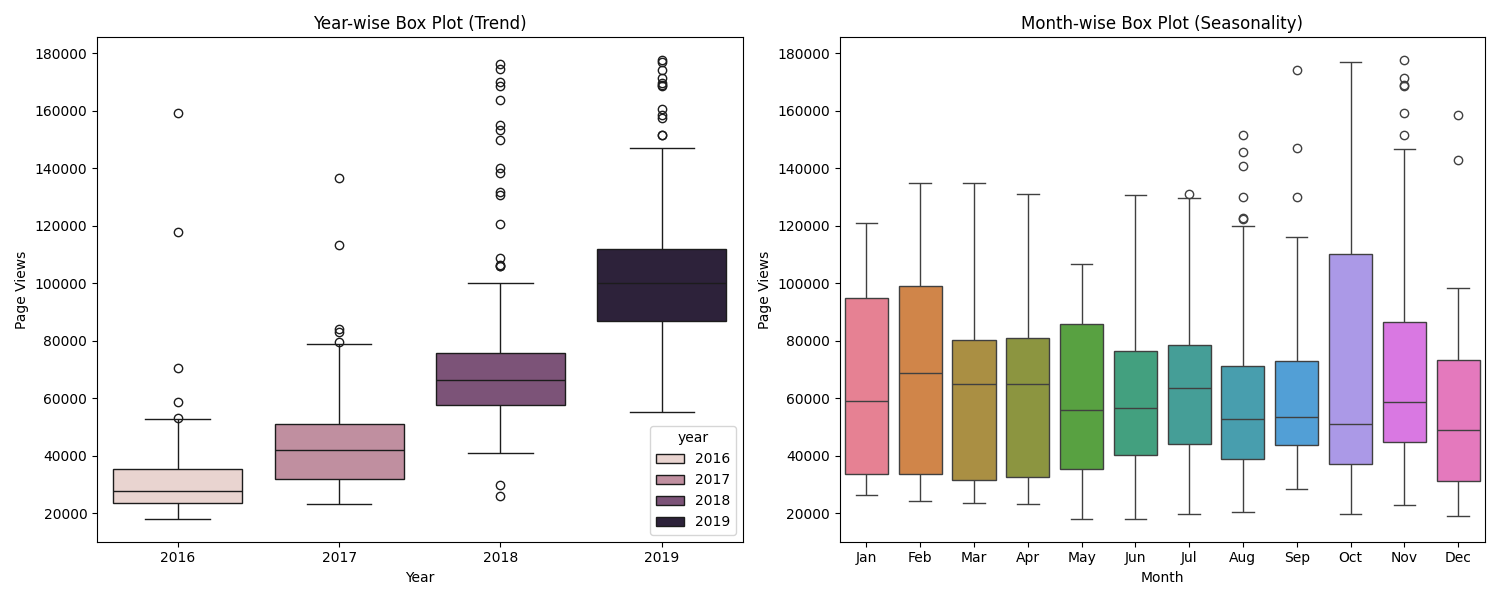 Year-wise Box Plot (Trend)
Page Views
180000
160000
140000
120000
100000
80000
60000
40000
20000
year
2016
2017
2018
2019
2016 2017 2018 2019
Year
Month-wise Box Plot (Seasonality)
Page Views
180000
160000
140000
120000
100000
80000
60000
40000
20000
Jan Feb Mar Apr May Jun Jul Aug Sep Oct Nov Dec
Month